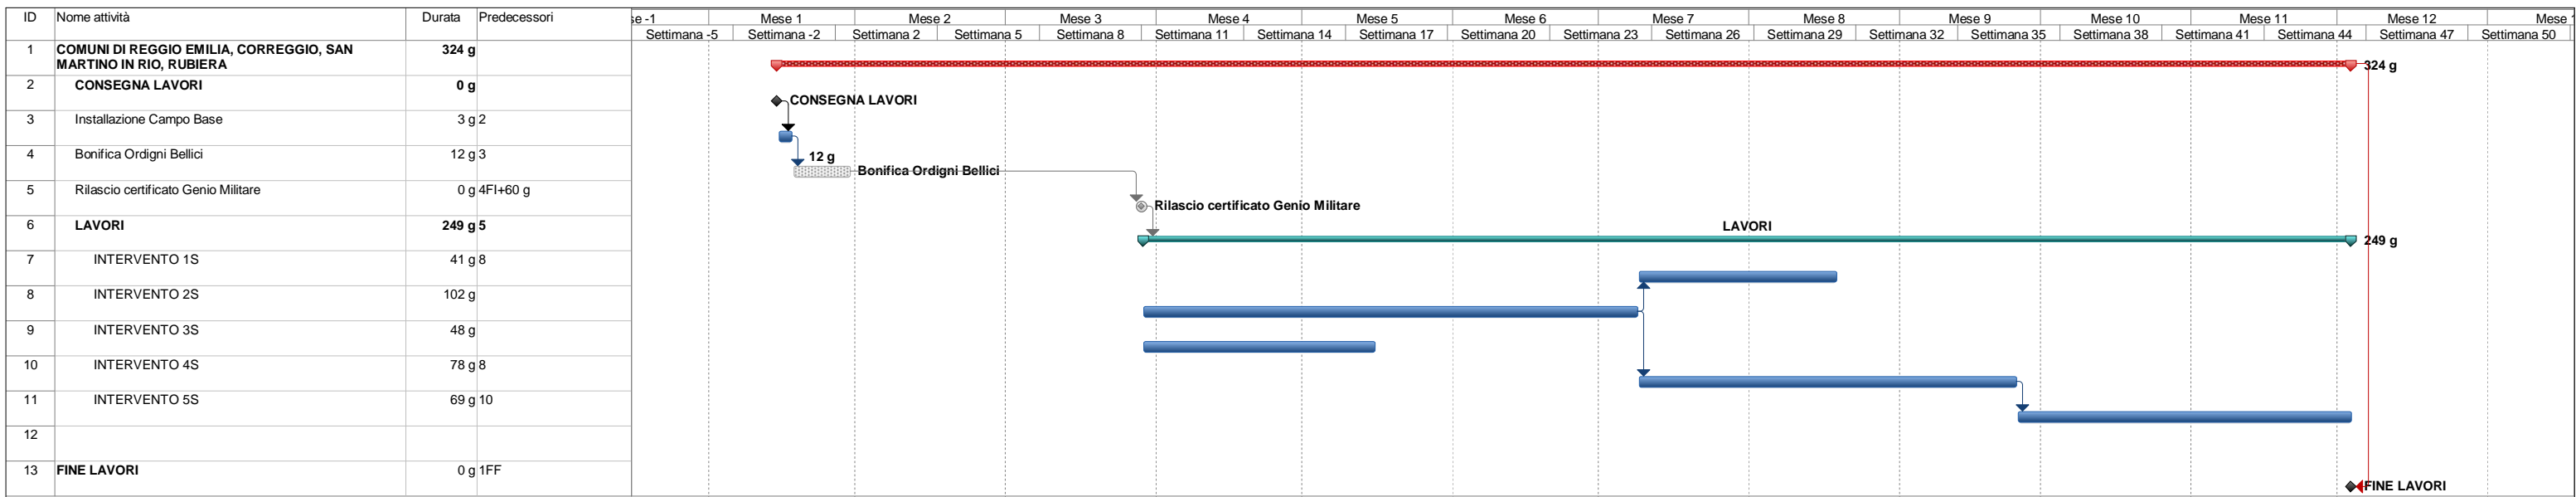 ID Nome attività Durata Predecessori
se -1 Mese 1 Mese 2 Mese 3 Mese 4 Mese 5 Mese 6 Mese 7 Mese 8 Mese 9 Mese 10 Mese 11 Mese 12 Mese 1
Settimana -5 Settimana -2 Settimana 2 Settimana 5 Settimana 8 Settimana 11 Settimana 14 Settimana 17 Settimana 20 Settimana 23 Settimana 26 Settimana 29 Settimana 32 Settimana 35 Settimana 38 Settimana 41 Settimana 44 Settimana 47 Settimana 50
1 COMUNI DI REGGIO EMILIA, CORREGGIO, SAN 324 g
MARTINO IN RIO, RUBIERA
324 g
2 CONSEGNA LAVORI 0 g
CONSEGNA LAVORI
3 Installazione Campo Base 3 g 2
4 Bonifica Ordigni Bellici 12 g 3
12 g
Bonifica Ordigni Bellici
5 Rilascio certificato Genio Militare 0 g 4FI+60 g
Rilascio certificato Genio Militare
6 LAVORI 249 g 5
LAVORI
249 g
7 INTERVENTO 1S 41 g 8
8 INTERVENTO 2S 102 g
9 INTERVENTO 3S 48 g
10 INTERVENTO 4S 78 g 8
11 INTERVENTO 5S 69 g 10
12
13 FINE LAVORI 0 g 1FF
FINE LAVORI